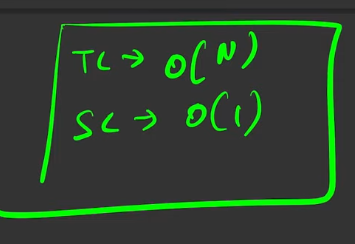 TC → O(N)
SC → O(1)